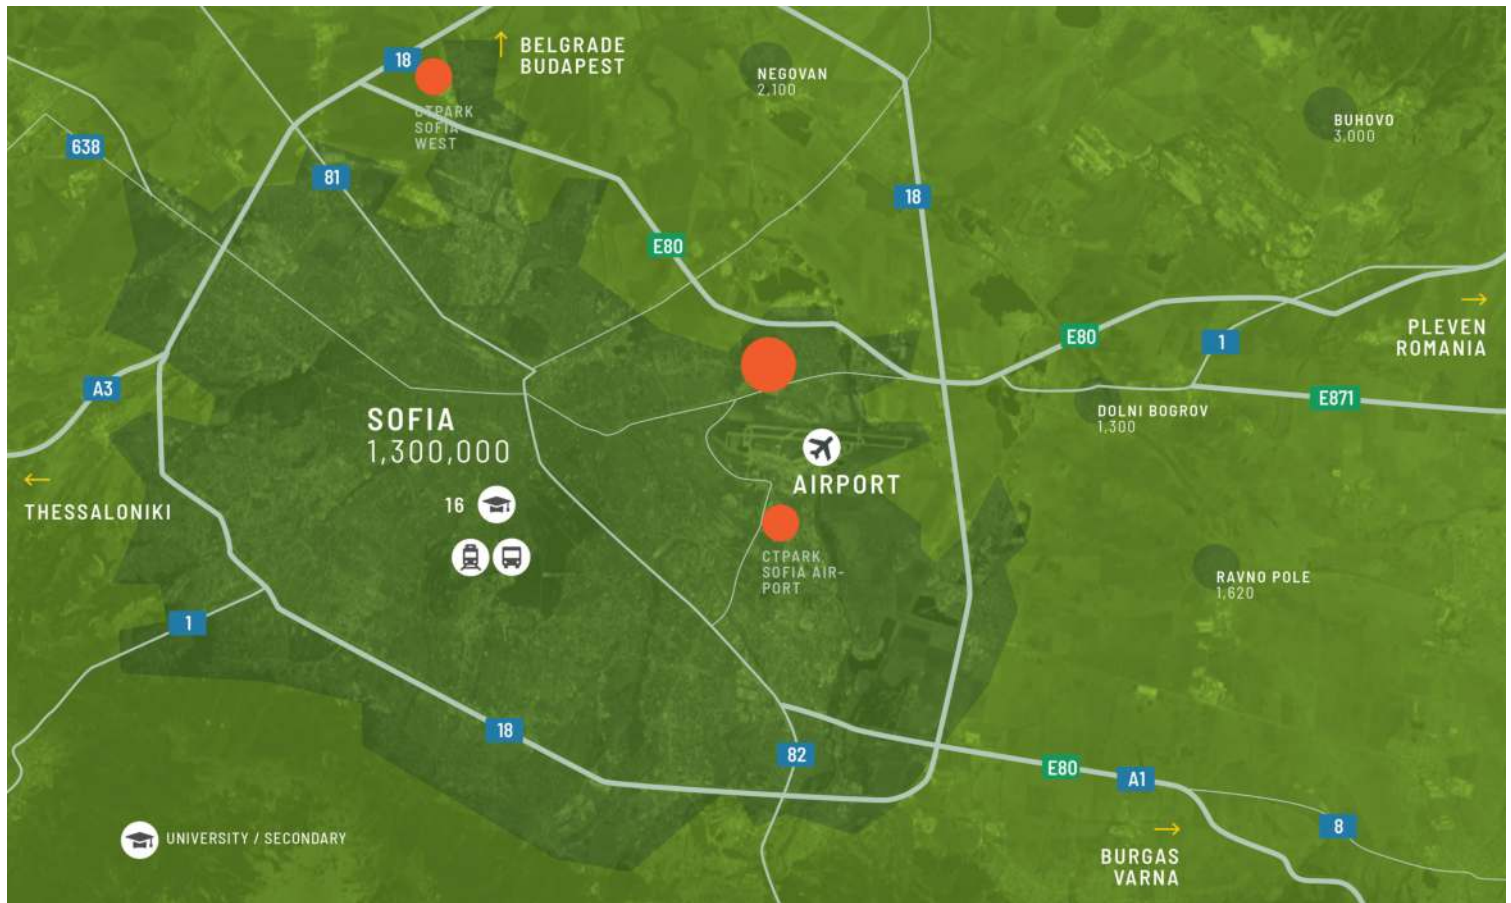 18
BELGRADE
BUDAPEST
NEGOVAN
2,100
CTPARK
SOFIA
WEST
BUHOVO
3,000
638
81
18
E80
E80
1
PLEVEN
ROMANIA
A3
E871
SOFIA
1,300,000
DOLNI BOGROV
1,300
AIRPORT
THESSALONIKI
16
CTPARK
SOFIA AIR-
PORT
RAVNO POLE
1,620
1
18
82
E80
A1
8
UNIVERSITY / SECONDARY
BURGAS
VARNA